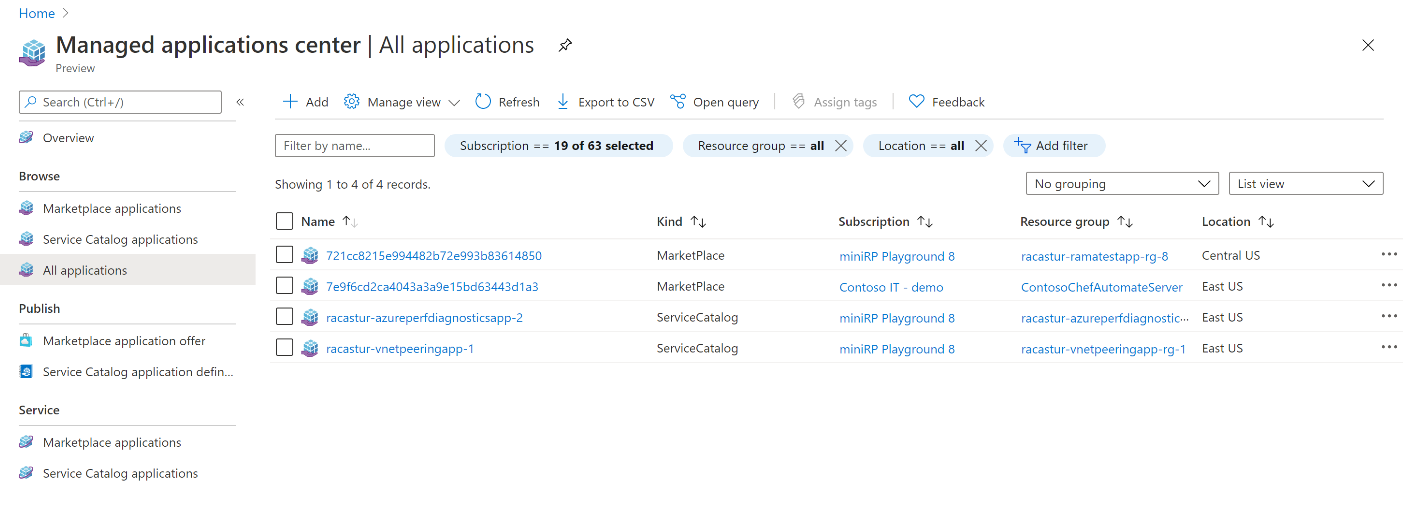 Home
Managed applications center | All applications
Preview
Search (Ctrl+/)
Overview
Browse
Marketplace applications
Service Catalog applications
All applications
Publish
Marketplace application offer
Service Catalog application defin...
Service
Marketplace applications
Service Catalog applications
Add Manage view Refresh Export to CSV Open query Assign tags Feedback
Filter by name... Subscription == 19 of 63 selected Resource group == all Location == all Add filter
Showing 1 to 4 of 4 records. No grouping List view
Name Kind Subscription Resource group Location
721cc8215e994482b72e993b83614850 MarketPlace miniRP Playground 8 racastur-ramatestapp-rg-8 Central US
7e9f6cd2ca4043a3a9e15bd63443d1a3 MarketPlace Contoso IT - demo ContosoChefAutomateServer East US
racastur-azureperfdiagnosticsapp-2 ServiceCatalog miniRP Playground 8 racastur-azureperfdiagnostic... East US
racastur-vnetpeeringapp-1 ServiceCatalog miniRP Playground 8 racastur-vnetpeeringapp-rg-1 East US